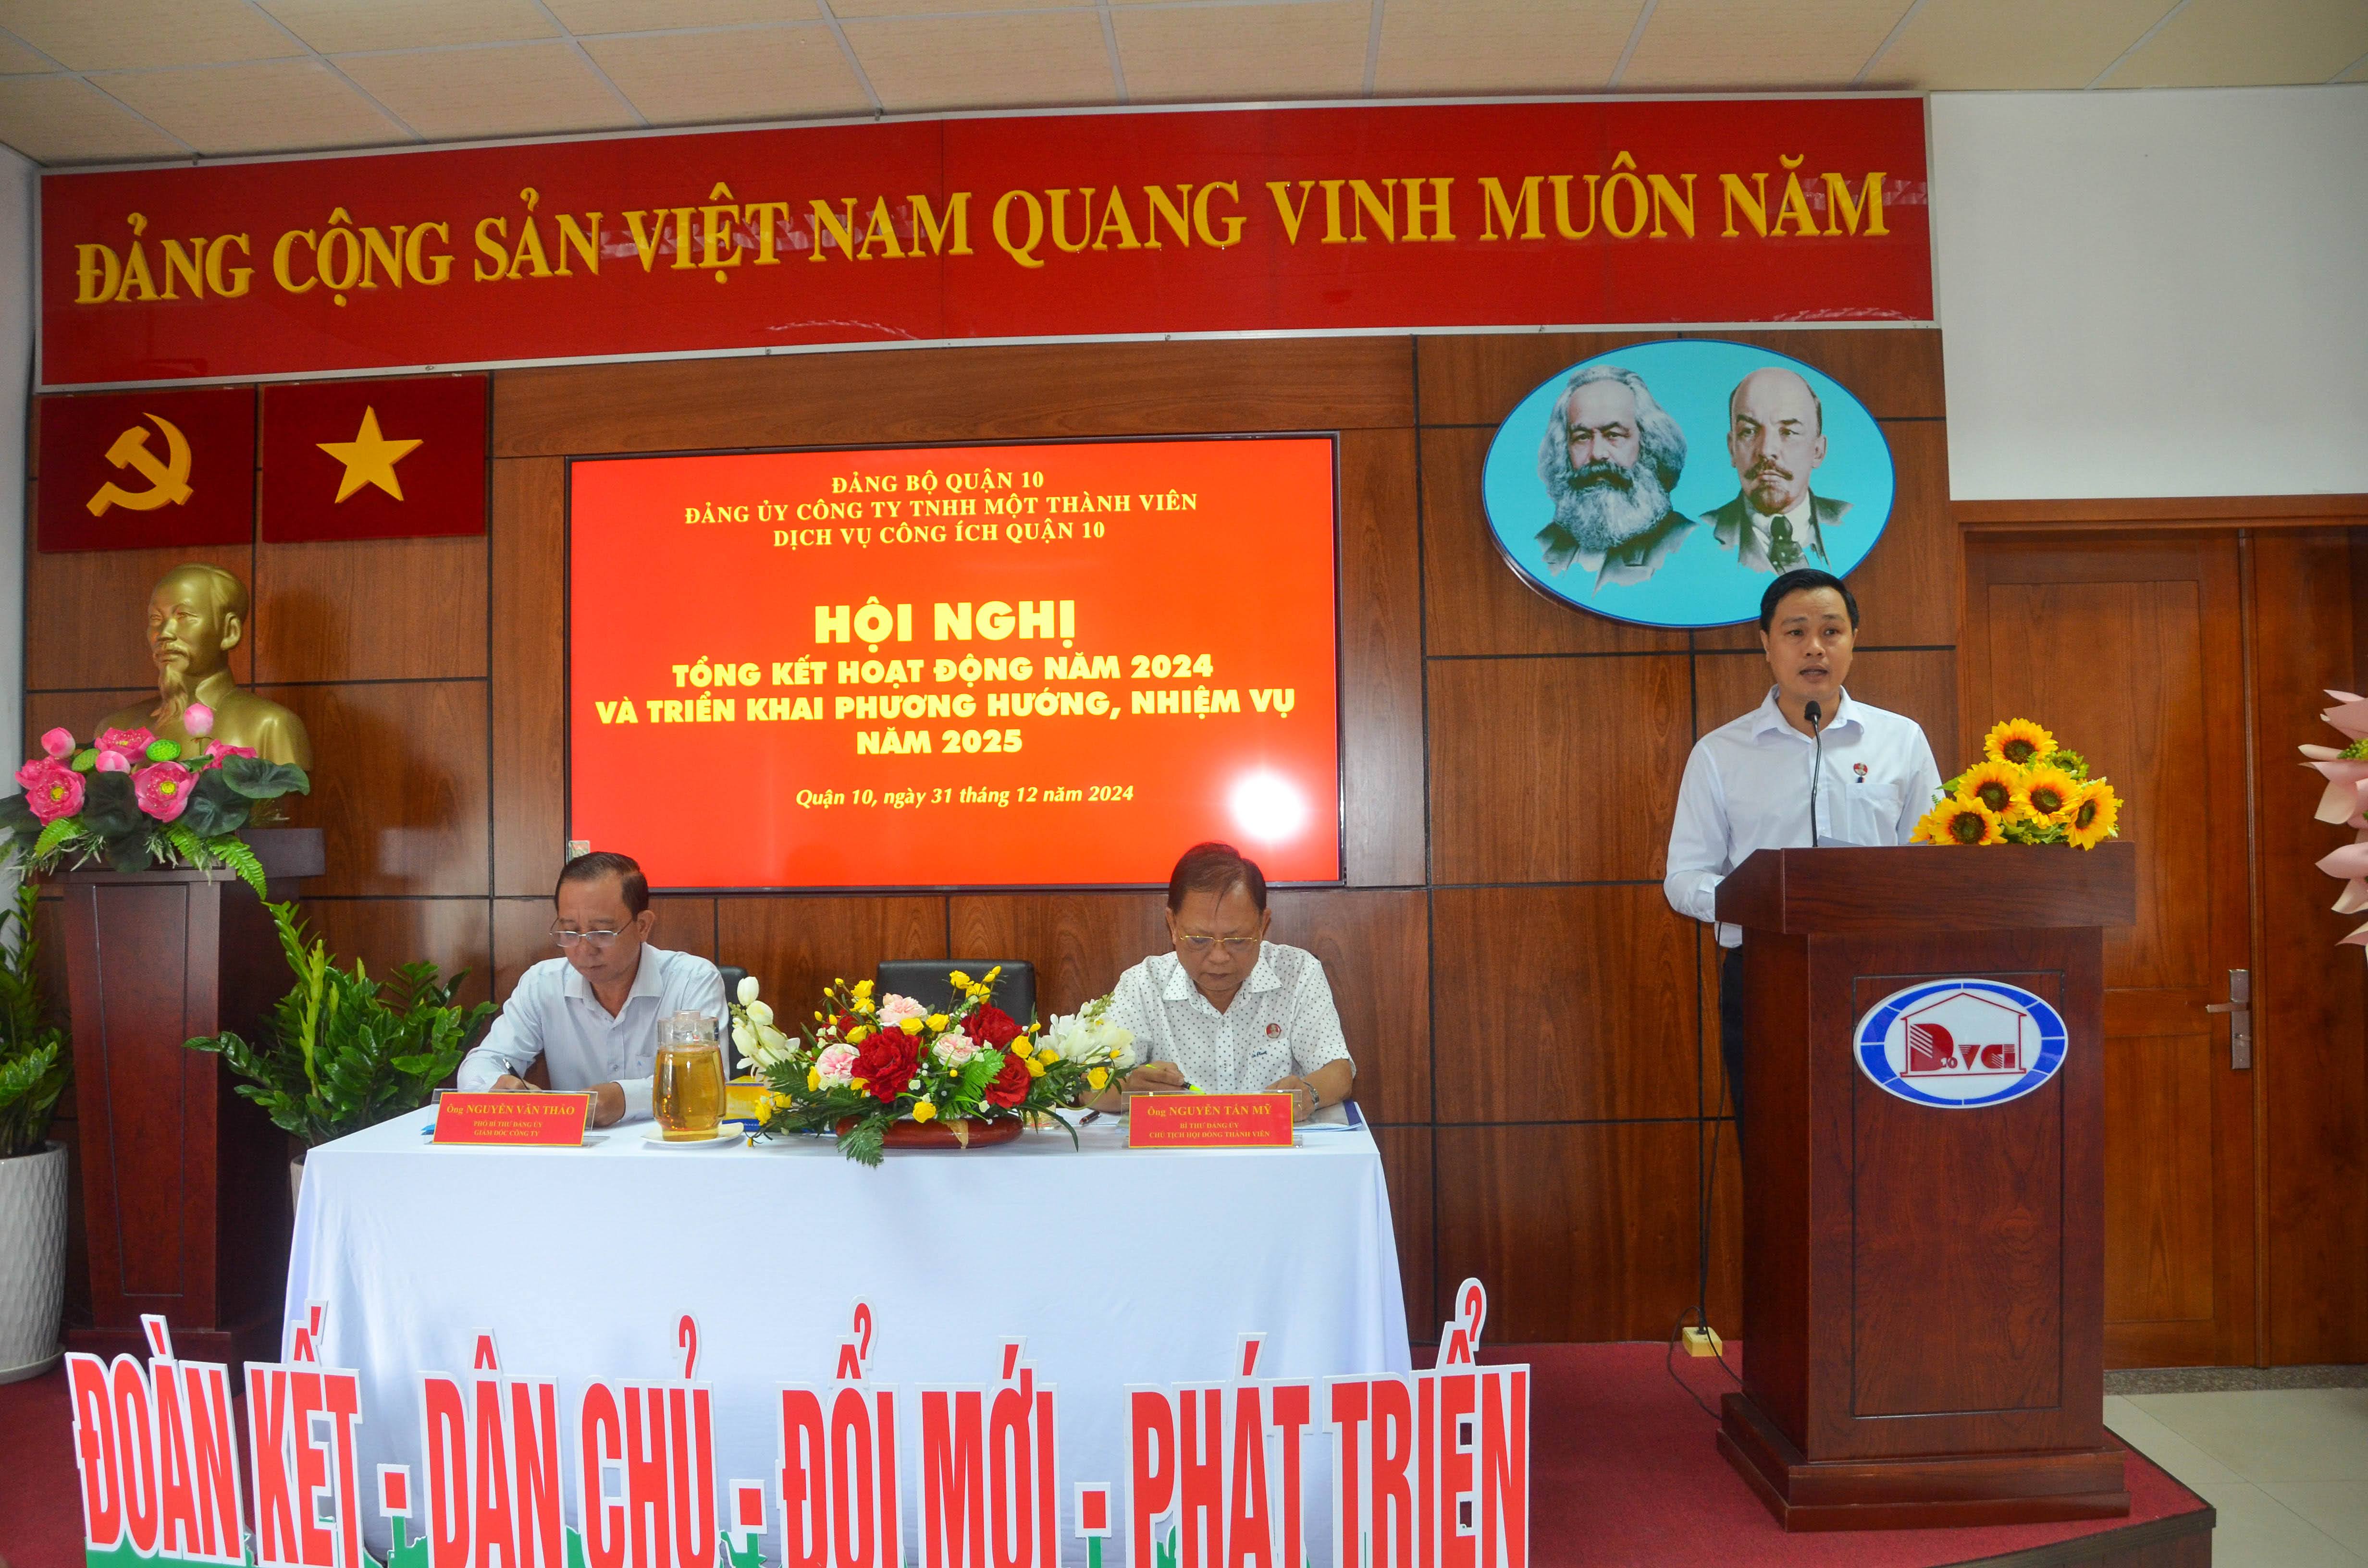 ĐẢNG CỘNG SẢN VIỆT NAM QUANG VINH MUÔN NĂM
ĐẢNG BỘ QUẬN 10
ĐẢNG ỦY CÔNG TY TNHH MỘT THÀNH VIÊN
DỊCH VỤ CÔNG ÍCH QUẬN 10
HỘI NGHỊ
TỔNG KẾT HOẠT ĐỘNG NĂM 2024
VÀ TRIỂN KHAI PHƯƠNG HƯỚNG, NHIỆM VỤ
NĂM 2025
Quận 10, ngày 31 tháng 12 năm 2024
Ông NGUYỄN VĂN THẢO
PHÓ BÍ THƯ ĐẢNG ỦY
GIÁM ĐỐC CÔNG TY
Ông NGUYỄN TẤN MỸ
BÍ THƯ ĐẢNG ỦY
CHỦ TỊCH HỘI ĐỒNG THÀNH VIÊN
ĐOÀN KẾT - DÂN CHỦ - ĐỔI MỚI - PHÁT TRIỂN